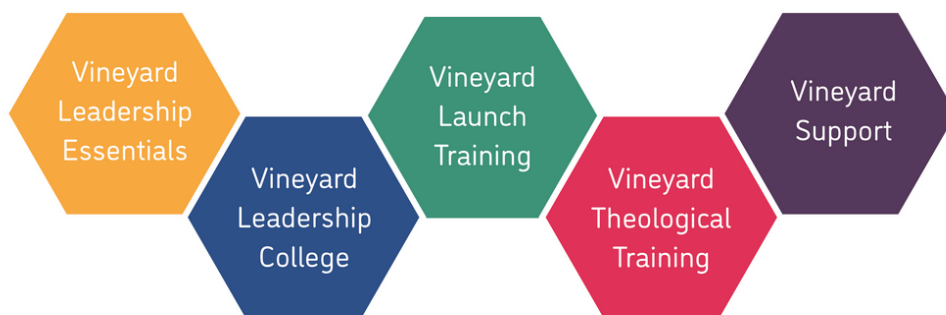 Vineyard
Leadership
Essentials
Vineyard
Leadership
College
Vineyard
Launch
Training
Vineyard
Theological
Training
Vineyard
Support